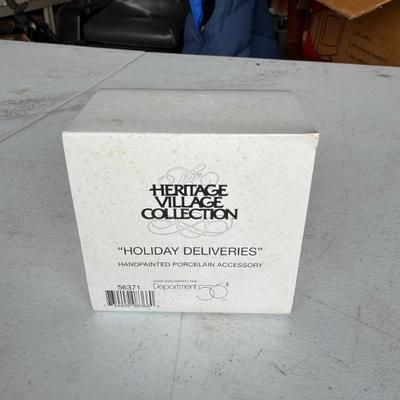 The
HERITAGE
VILLAGE
COLLECTION
"HOLIDAY DELIVERIES"
HANDPAINTED PORCELAIN ACCESSORY
56371
Department 56